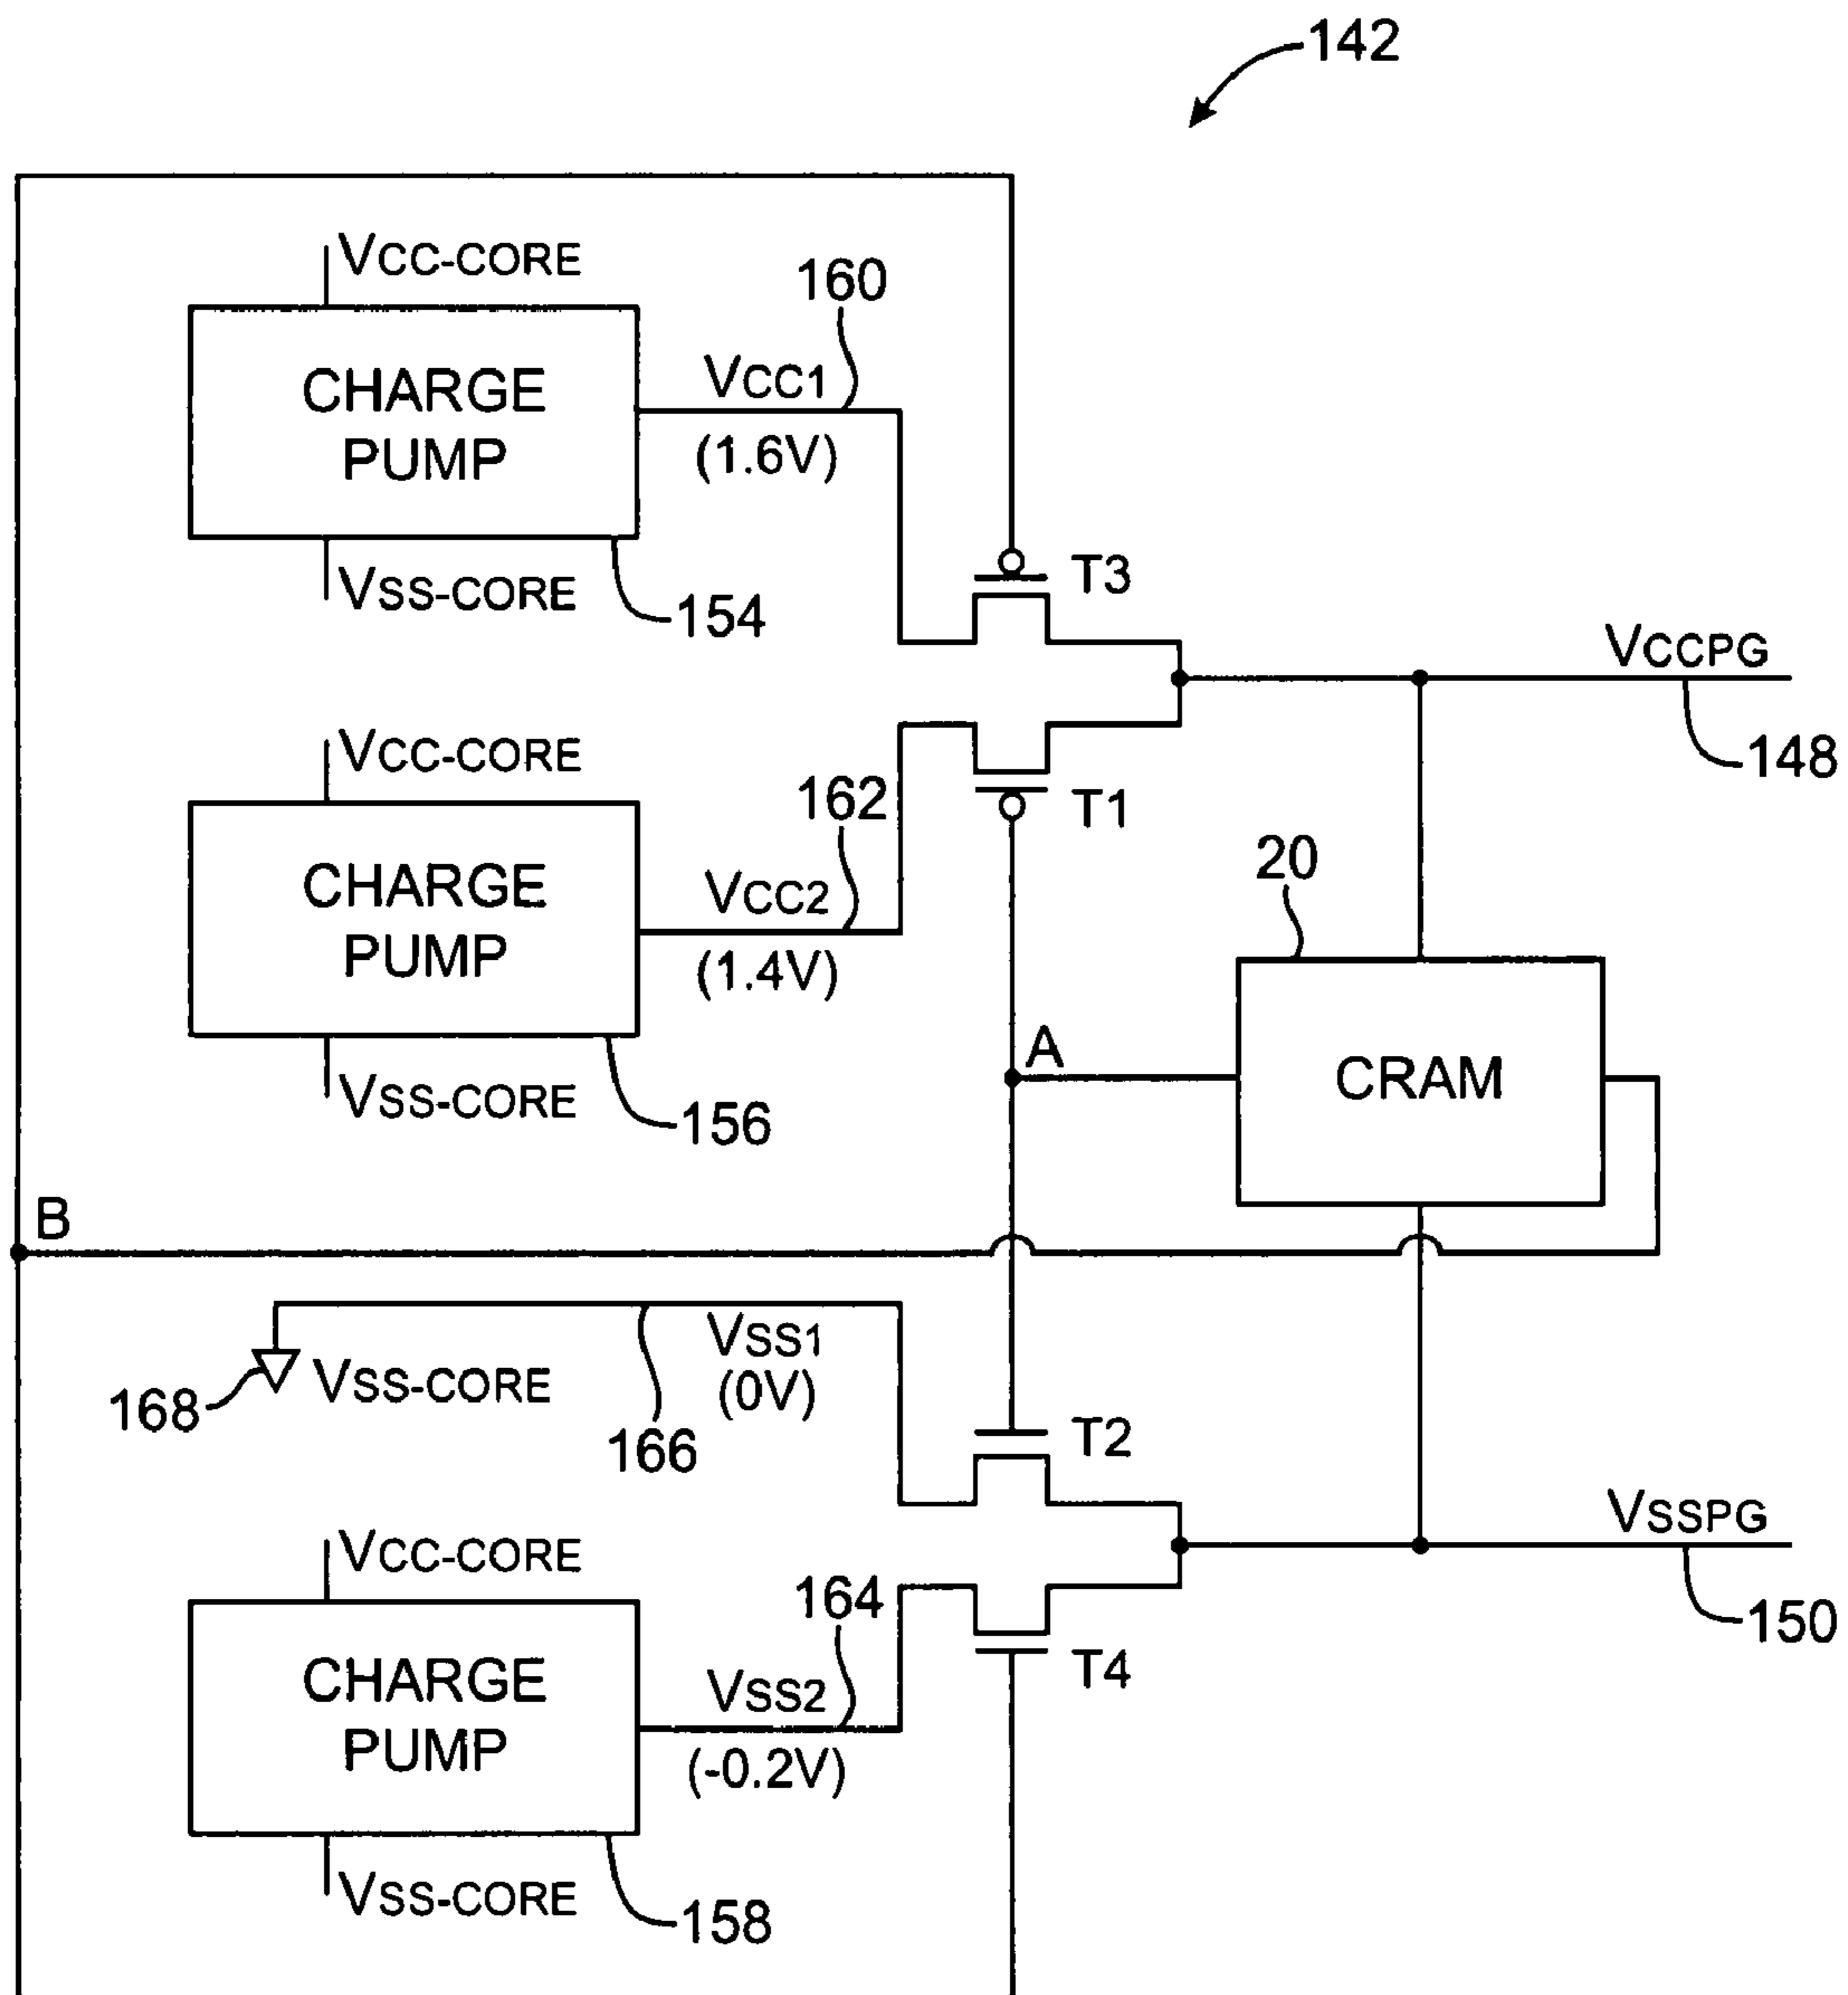 142
VCC-CORE
160
CHARGE
PUMP
VCC1
(1.6V)
T3
VSS-CORE
154
VCCPG
148
VCC-CORE
162
T1
20
CHARGE
PUMP
VCC2
(1.4V)
A
CRAM
VSS-CORE
156
B
VSS1
(0V)
VSS-CORE
168
166
T2
VSSPG
150
VCC-CORE
164
T4
CHARGE
PUMP
VSS2
(-0.2V)
VSS-CORE
158